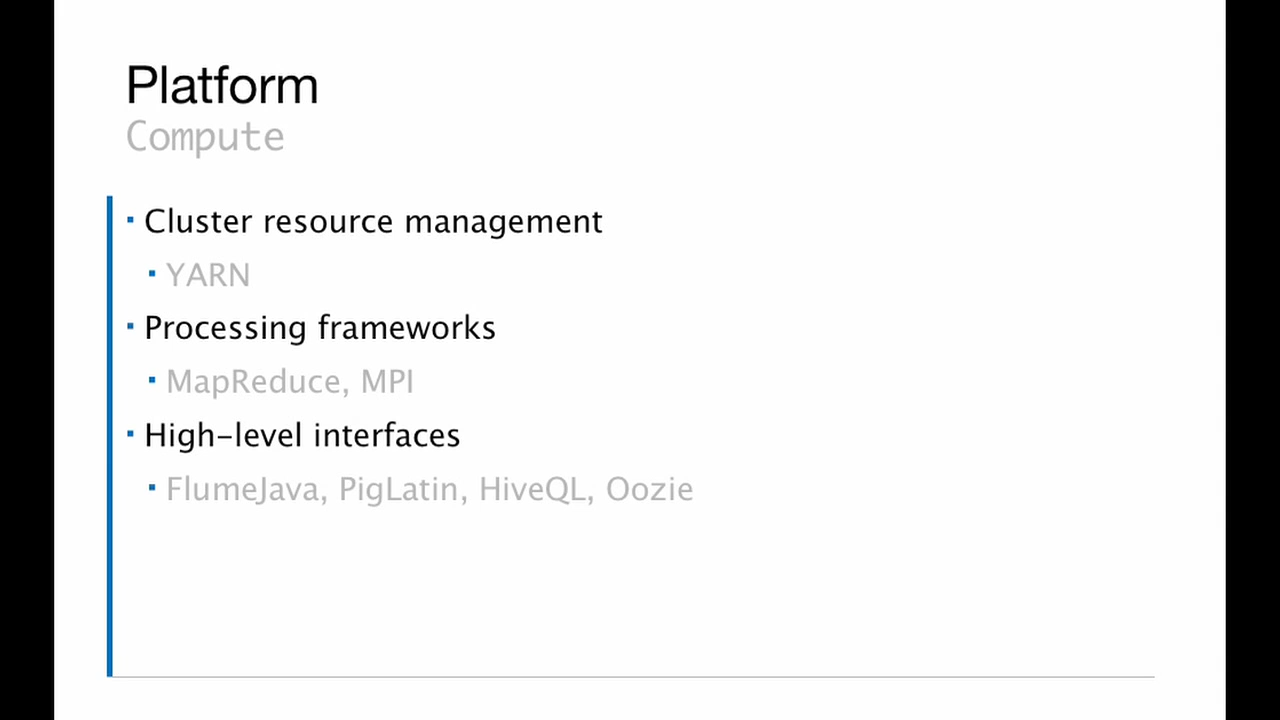 Platform
Compute
Cluster resource management
YARN
Processing frameworks
MapReduce, MPI
High-level interfaces
FlumeJava, PigLatin, HiveQL, Oozie